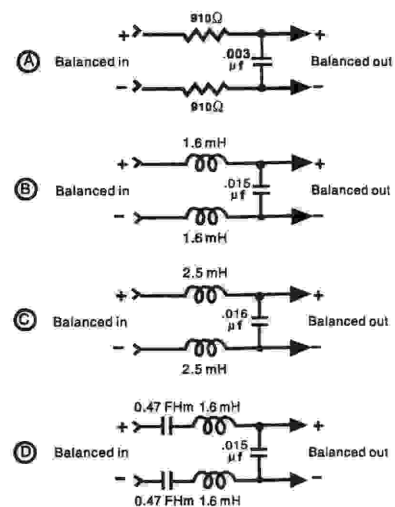 910Ω
+ +
Ⓐ Balanced in .003 µf Balanced out
− −
910Ω
1.6 mH
+ +
Ⓑ Balanced in .015 µf Balanced out
− −
1.6 mH
2.5 mH
+ +
Ⓒ Balanced in .016 µf Balanced out
− −
2.5 mH
0.47 FHm 1.6 mH
+ +
Ⓓ Balanced in .015 µf Balanced out
− −
0.47 FHm 1.6 mH